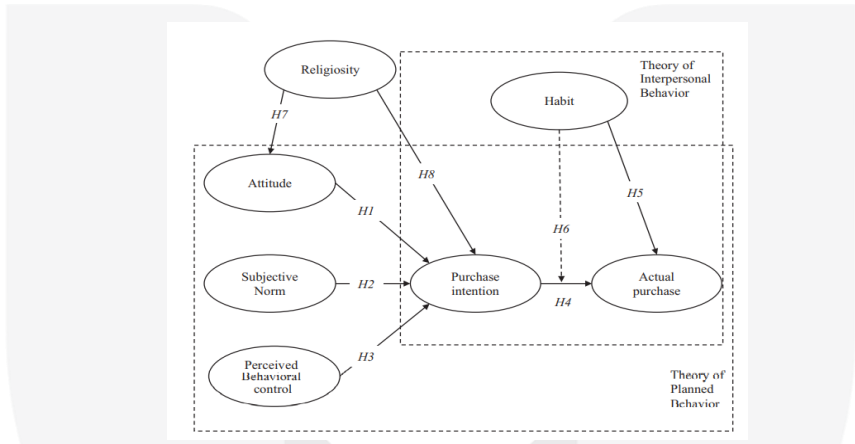 Religiosity
Theory of
Interpersonal
Behavior
Habit
H7
Attitude
H8
H5
H1
H6
Subjective
Norm
H2
Purchase
intention
H4
Actual
purchase
H3
Perceived
Behavioral
control
Theory of
Planned
Behavior